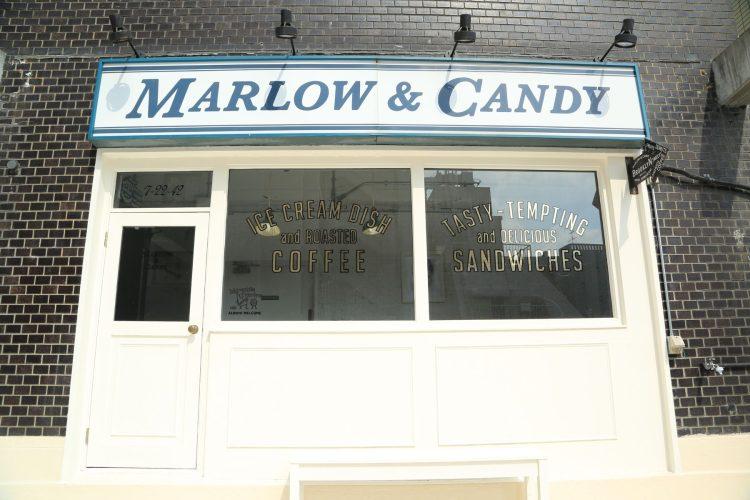 MARLOW & CANDY
7-22-42
ICE CREAM-DISH
and ROASTED
COFFEE
TASTY-TEMPTING
and DELICIOUS
SANDWICHES